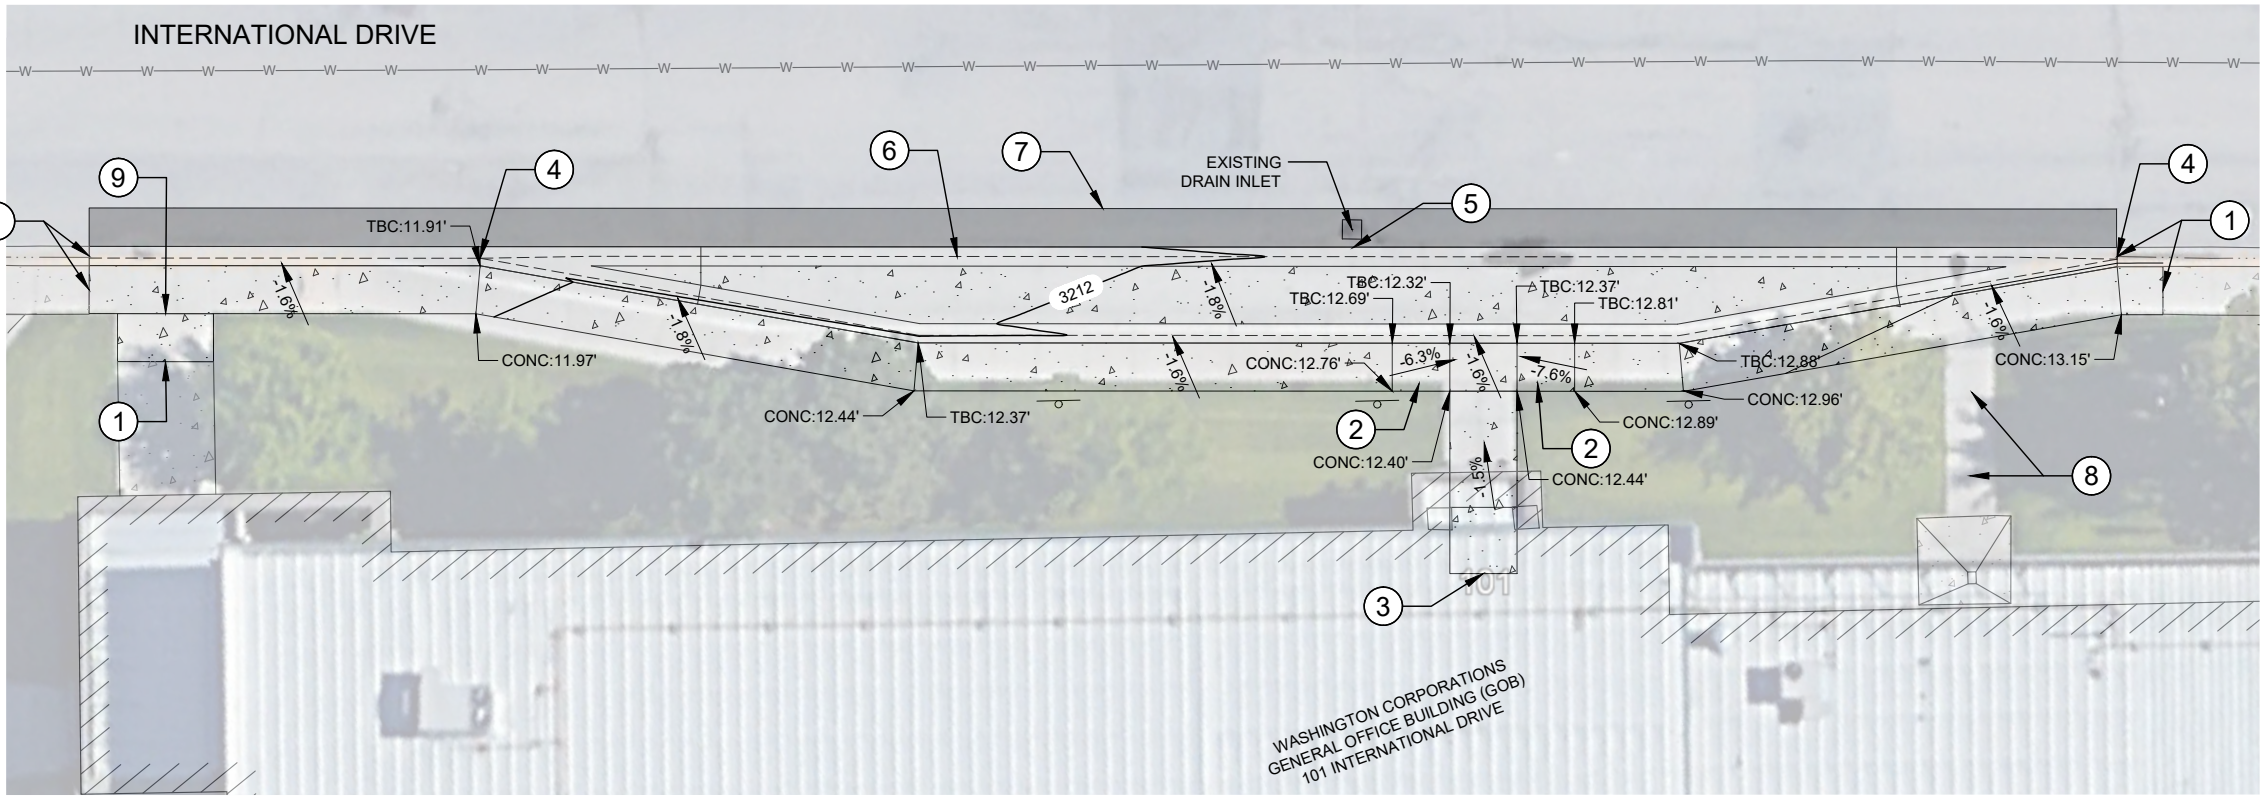 INTERNATIONAL DRIVE
W W W W W W W W W W W W W W W W W W W W W W W W W W W W W W W W W W W W W
9
4
6
7
EXISTING
DRAIN INLET
5
4
1
TBC:11.91'
-1.6%
CONC:11.97'
-1.8%
3212
-1.8%
TBC:12.32'
TBC:12.69'
TBC:12.37'
TBC:12.81'
CONC:12.76'
-6.3%
-1.6%
-7.6%
TBC:12.88'
-1.6%
CONC:13.15'
-1.6%
1
CONC:12.44'
TBC:12.37'
2
CONC:12.40'
2
CONC:12.89'
CONC:12.96'
CONC:12.44'
-1.5%
8
3
101
WASHINGTON CORPORATIONS
GENERAL OFFICE BUILDING (GOB)
101 INTERNATIONAL DRIVE